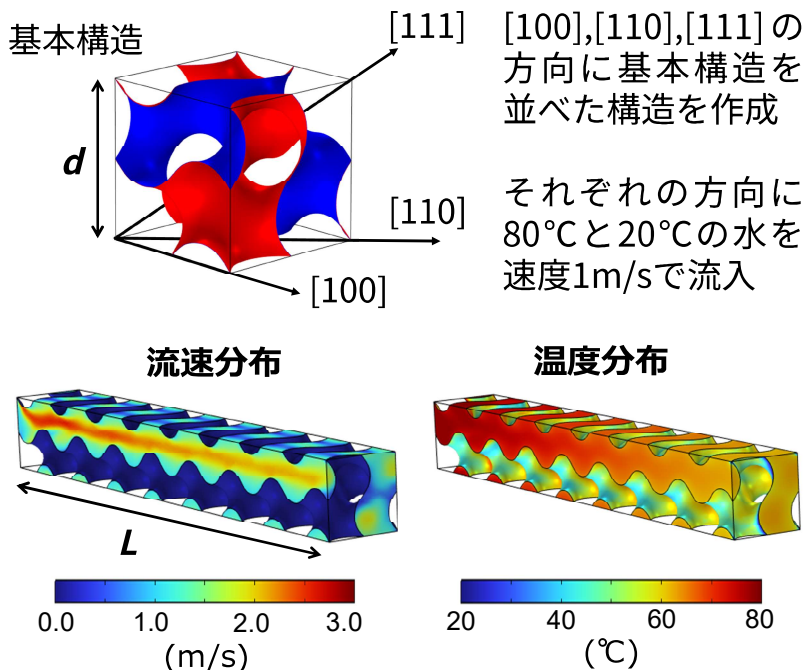 基本構造
[111]
d
[110]
[100]
[100],[110],[111] の
方向に基本構造を
並べた構造を作成
それぞれの方向に
80℃と20℃の水を
速度1m/sで流入
流速分布
温度分布
L
0.0 1.0 2.0 3.0
(m/s)
20 40 60 80
(℃)